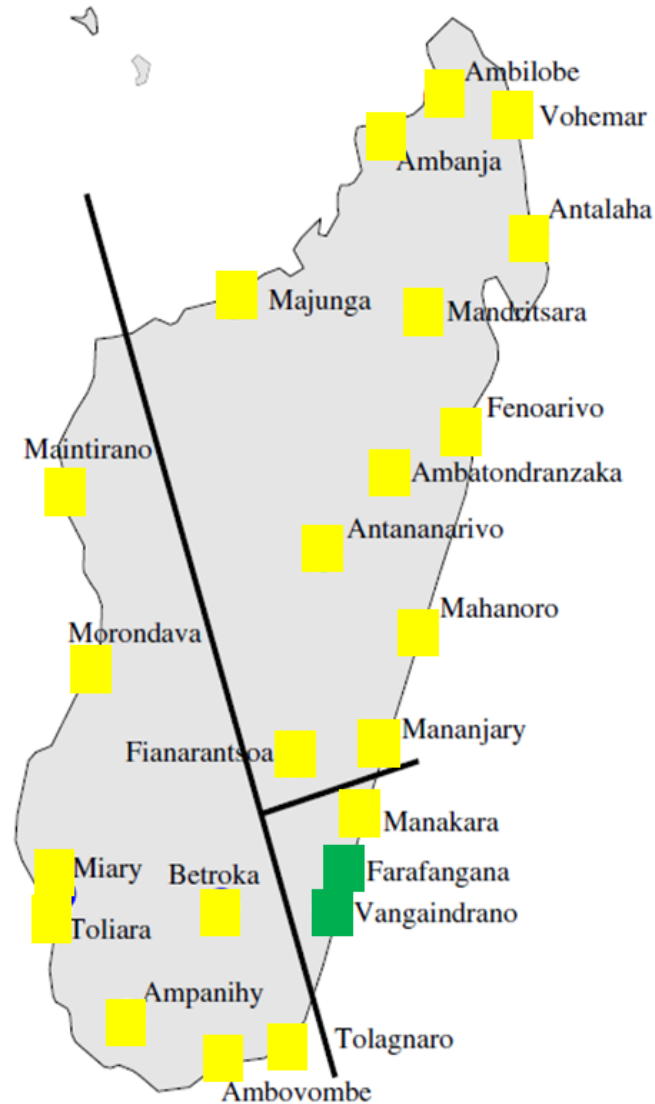 Ambilobe
Vohemar
Ambanja
Antalaha
Majunga
Mandritsara
Fenoarivo
Maintirano
Ambatondranzaka
Antananarivo
Mahanoro
Morondava
Mananjary
Fianarantsoa
Manakara
Miary
Betroka
Farafangana
Vangaindrano
Toliara
Ampanihy
Tolagnaro
Ambovombe